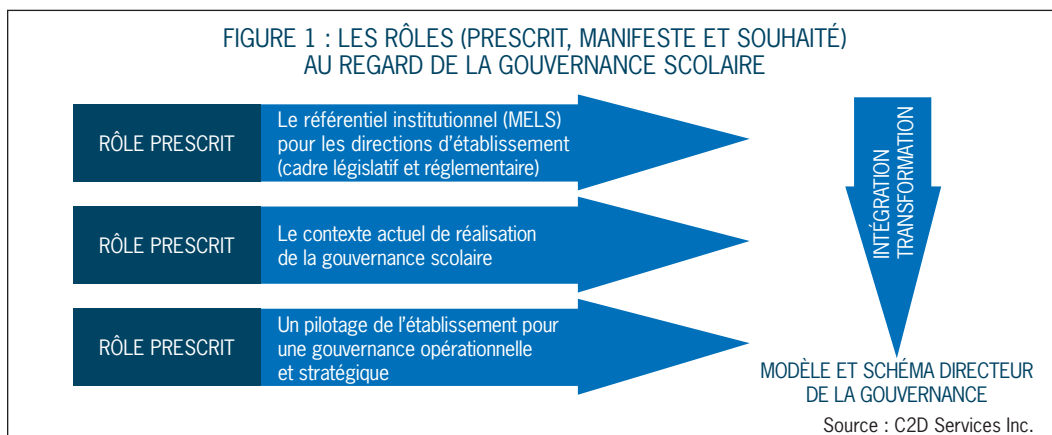 FIGURE 1 : LES RÔLES (PRESCRIT, MANIFESTE ET SOUHAITÉ)
AU REGARD DE LA GOUVERNANCE SCOLAIRE
RÔLE PRESCRIT
Le référentiel institutionnel (MELS)
pour les directions d'établissement
(cadre législatif et réglementaire)
RÔLE PRESCRIT
Le contexte actuel de réalisation
de la gouvernance scolaire
RÔLE PRESCRIT
Un pilotage de l'établissement pour
une gouvernance opérationnelle
et stratégique
INTÉGRATION
TRANSFORMATION
MODÈLE ET SCHÉMA DIRECTEUR
DE LA GOUVERNANCE
Source : C2D Services Inc.